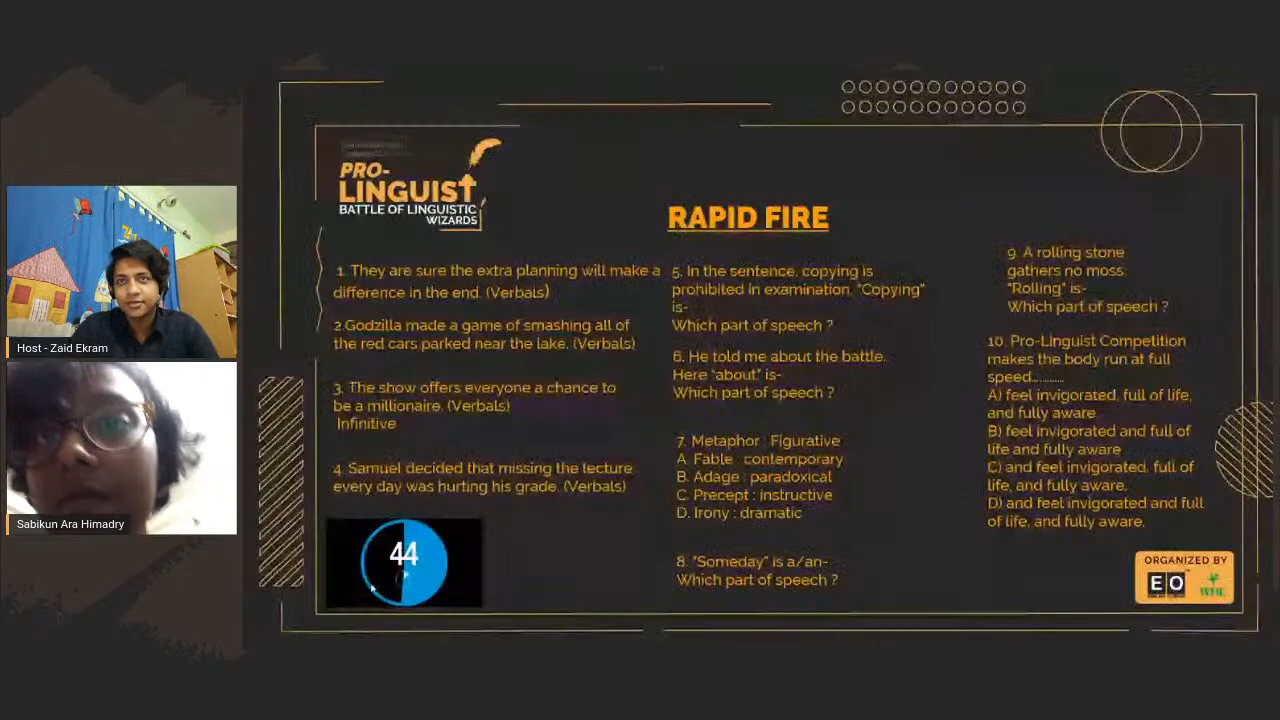 PRO-
LINGUIST
BATTLE OF LINGUISTIC
WIZARDS
RAPID FIRE
1. They are sure the extra planning will make a
difference in the end. (Verbals)
2.Godzilla made a game of smashing all of
the red cars parked near the lake. (Verbals)
3. The show offers everyone a chance to
be a millionaire. (Verbals)
Infinitive
4. Samuel decided that missing the lecture
every day was hurting his grade. (Verbals)
44
5. In the sentence, copying is
prohibited in examination. "Copying"
is-
Which part of speech ?
6. He told me about the battle.
Here "about" is-
Which part of speech ?
7. Metaphor : Figurative
A. Fable : contemporary
B. Adage : paradoxical
C. Precept : instructive
D. Irony : dramatic
8. "Someday" is a/an-
Which part of speech ?
9. A rolling stone
gathers no moss.
"Rolling" is-
Which part of speech ?
10. Pro-Linguist Competition
makes the body run at full
speed............
A) feel invigorated, full of life,
and fully aware
B) feel invigorated and full of
life and fully aware
C) and feel invigorated, full of
life, and fully aware.
D) and feel invigorated and full
of life, and fully aware.
ORGANIZED BY
EO
Host - Zaid Ekram
Sabikun Ara Himadry